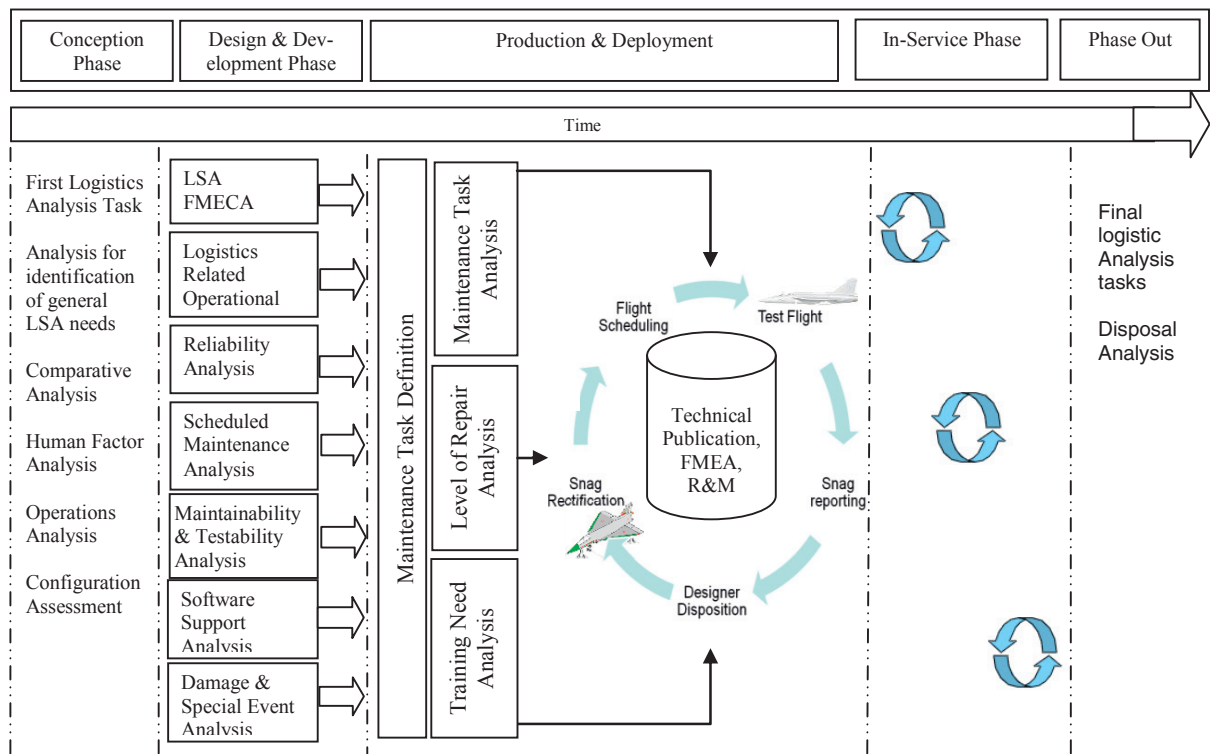 Conception
Phase
Design & Dev-
elopment Phase
Production & Deployment
In-Service Phase
Phase Out
Time
First Logistics
Analysis Task
Analysis for
identification
of general
LSA needs
Comparative
Analysis
Human Factor
Analysis
Operations
Analysis
Configuration
Assessment
LSA
FMECA
Logistics
Related
Operational
Reliability
Analysis
Scheduled
Maintenance
Analysis
Maintainability
& Testability
Analysis
Software
Support
Analysis
Damage &
Special Event
Analysis
Maintenance Task Definition
Maintenance Task
Analysis
Level of Repair
Analysis
Training Need
Analysis
Flight
Scheduling
Test Flight
Technical
Publication,
FMEA,
R&M
Snag
Rectification
Snag
reporting
Designer
Disposition
Final
logistic
Analysis
tasks
Disposal
Analysis